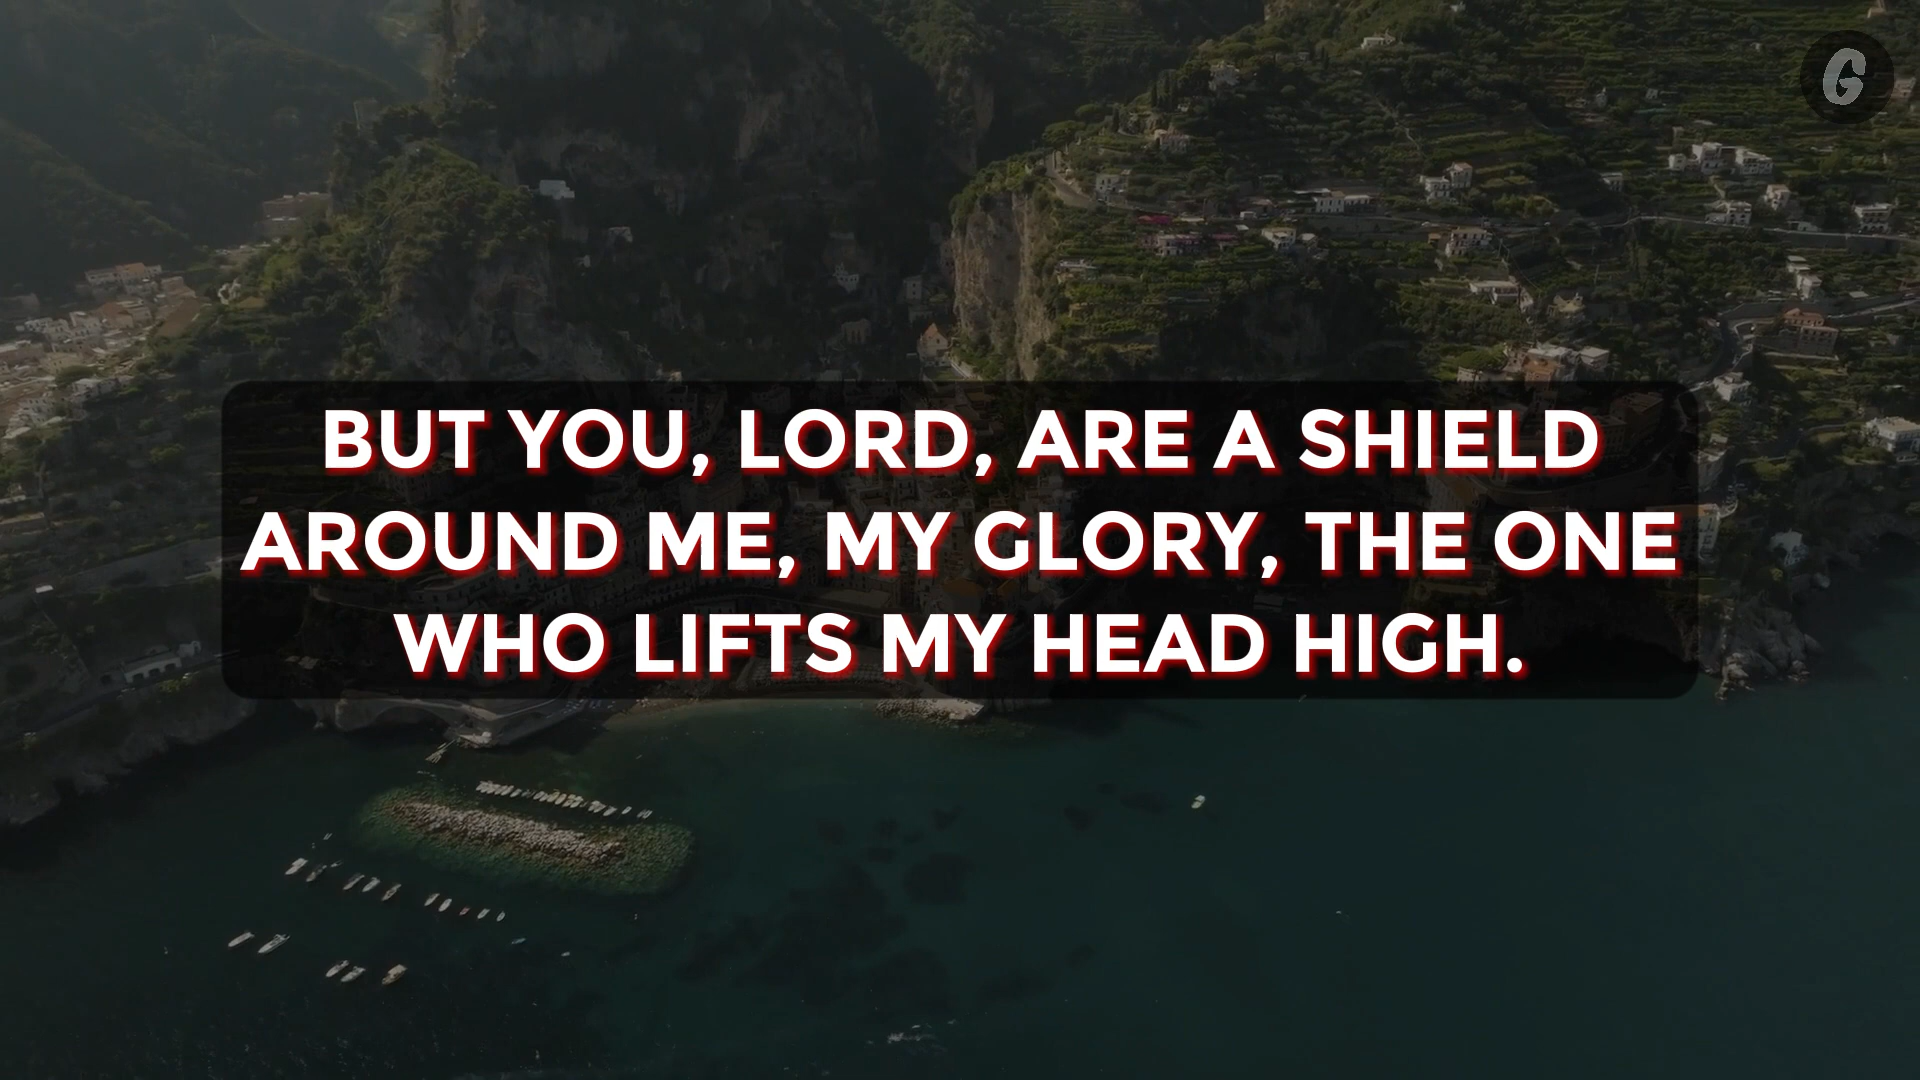 G
BUT YOU, LORD, ARE A SHIELD
AROUND ME, MY GLORY, THE ONE
WHO LIFTS MY HEAD HIGH.